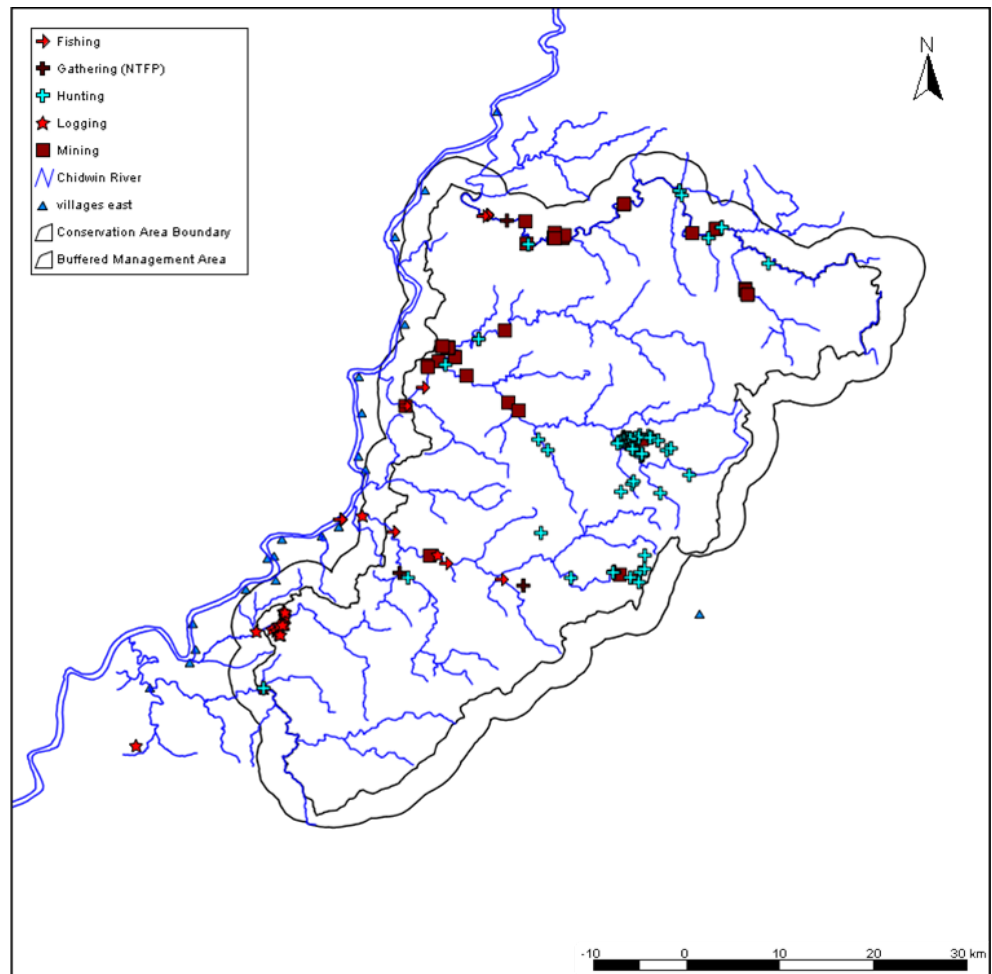 Fishing
Gathering (NTFP)
Hunting
Logging
Mining
Chidwin River
villages east
Conservation Area Boundary
Buffered Management Area
N
-10 0 10 20 30 km